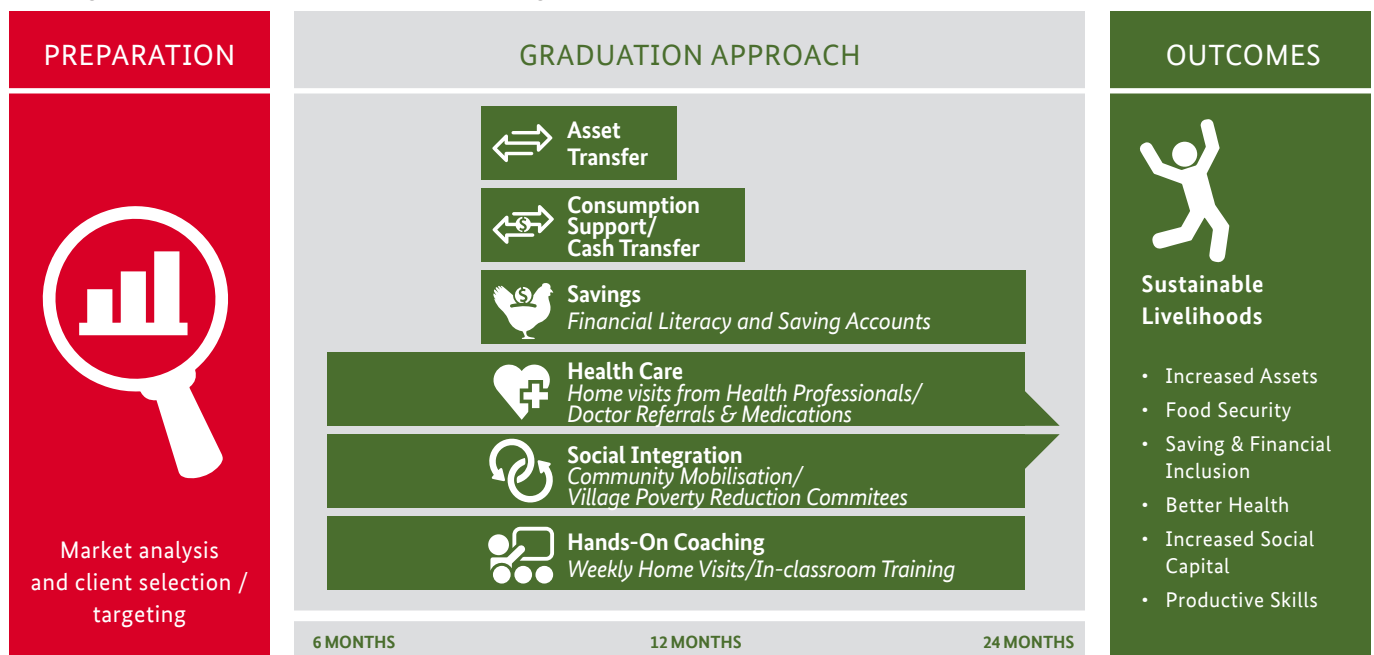 PREPARATION
Market analysis
and client selection /
targeting
GRADUATION APPROACH
Asset
Transfer
Consumption
Support/
Cash Transfer
Savings
Financial Literacy and Saving Accounts
Health Care
Home visits from Health Professionals/
Doctor Referrals & Medications
Social Integration
Community Mobilisation/
Village Poverty Reduction Commitees
Hands-On Coaching
Weekly Home Visits/In-classroom Training
6 MONTHS
12 MONTHS
24 MONTHS
OUTCOMES
Sustainable
Livelihoods
• Increased Assets
• Food Security
• Saving & Financial
Inclusion
• Better Health
• Increased Social
Capital
• Productive Skills